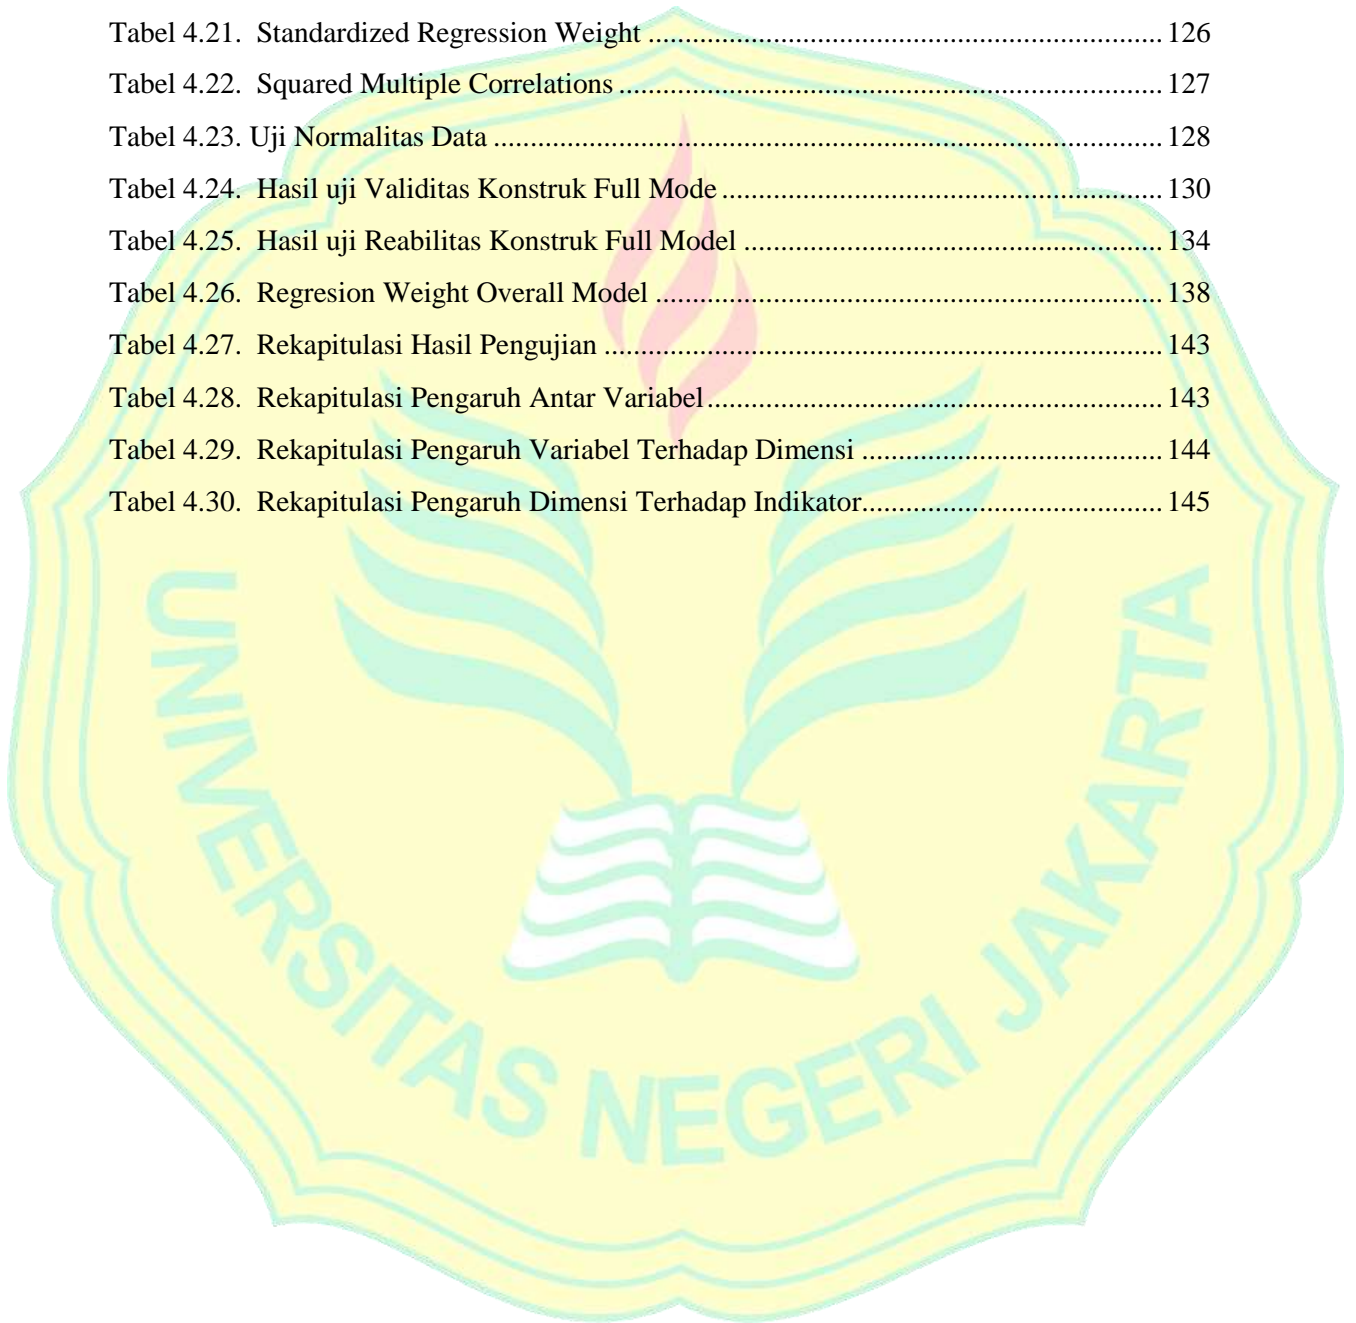 Tabel 4.21. Standardized Regression Weight ........................................................................ 126
Tabel 4.22. Squared Multiple Correlations ........................................................................... 127
Tabel 4.23. Uji Normalitas Data ............................................................................................ 128
Tabel 4.24. Hasil uji Validitas Konstruk Full Mode ............................................................. 130
Tabel 4.25. Hasil uji Reabilitas Konstruk Full Model .......................................................... 134
Tabel 4.26. Regresion Weight Overall Model ...................................................................... 138
Tabel 4.27. Rekapitulasi Hasil Pengujian ............................................................................. 143
Tabel 4.28. Rekapitulasi Pengaruh Antar Variabel ............................................................... 143
Tabel 4.29. Rekapitulasi Pengaruh Variabel Terhadap Dimensi .......................................... 144
Tabel 4.30. Rekapitulasi Pengaruh Dimensi Terhadap Indikator.......................................... 145
UNIVERSITAS NEGERI JAKARTA